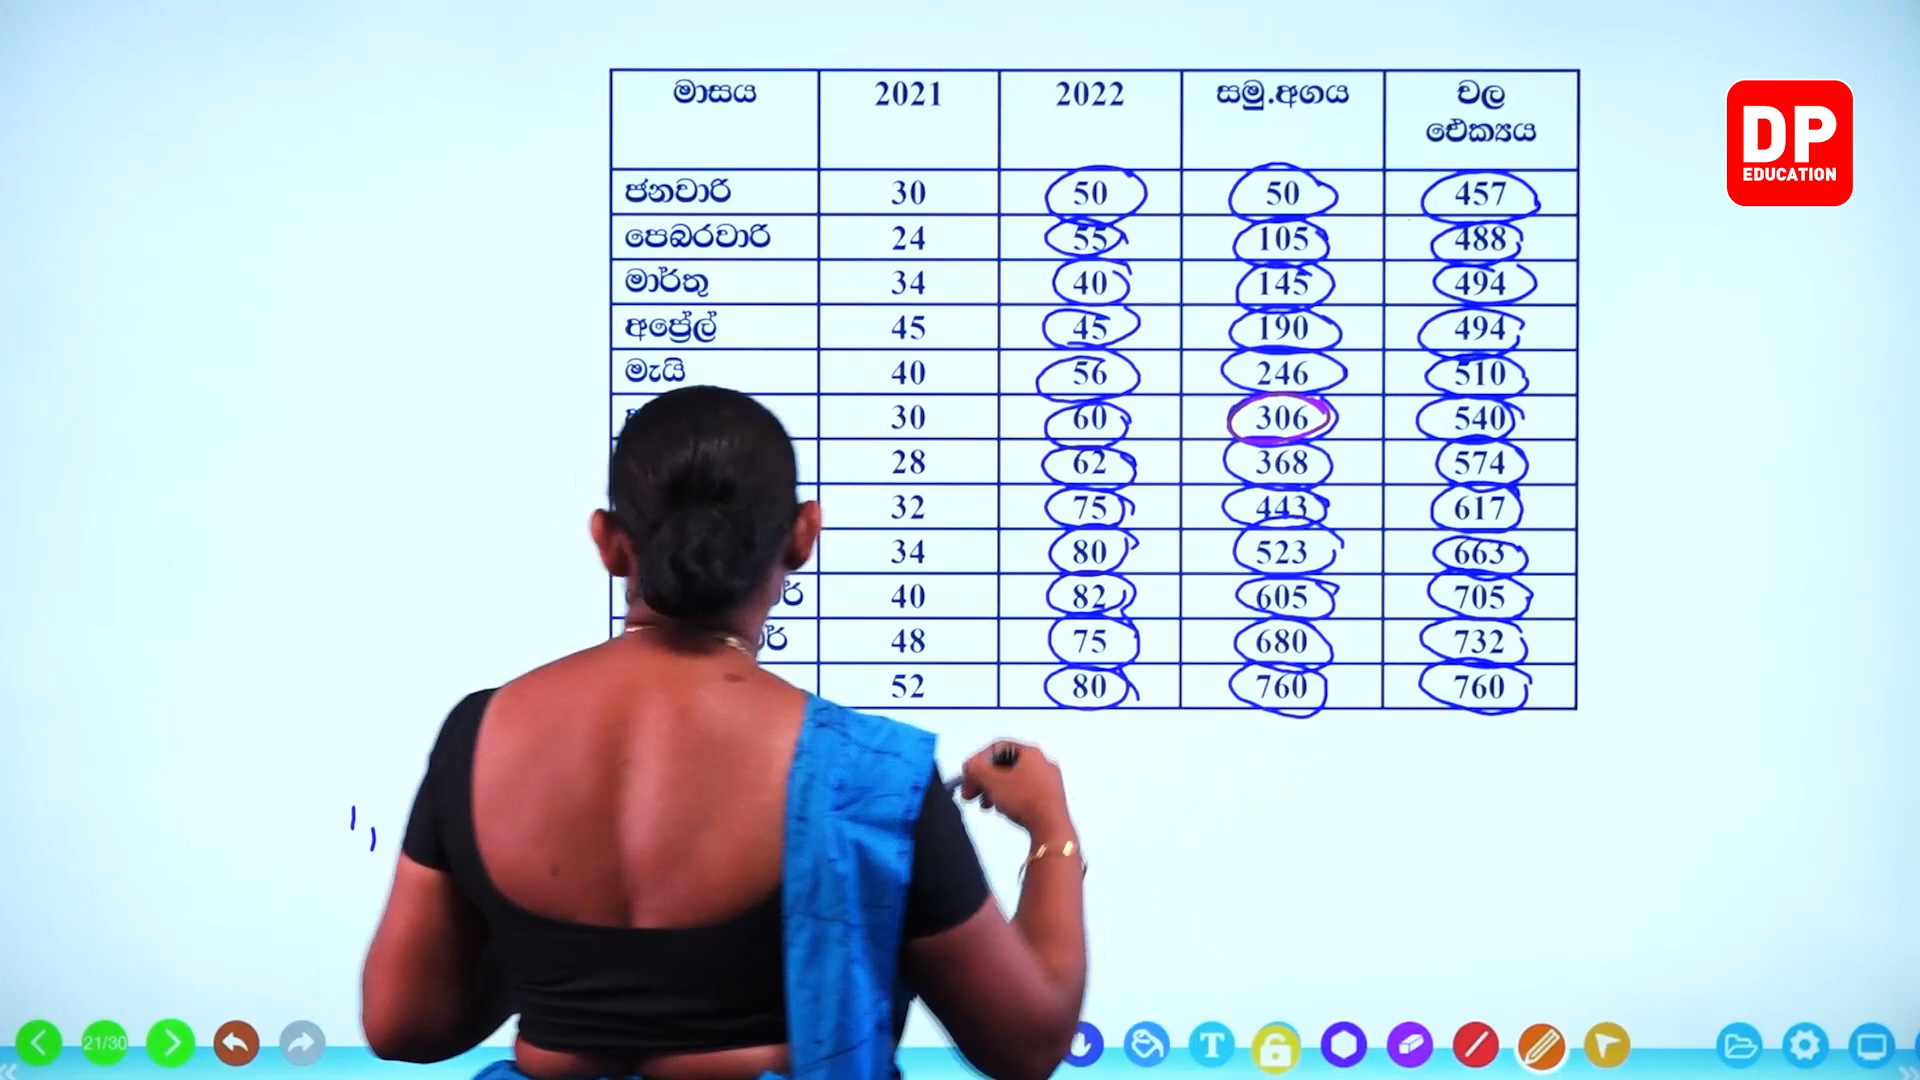 මාසය 2021 2022 සමු.අගය චල ඓක්‍යය
ජනවාරි 30 50 50 457
පෙබරවාරි 24 55 105 488
මාර්තු 34 40 145 494
අප්‍රේල් 45 45 190 494
මැයි 40 56 246 510
30 60 306 540
28 62 368 574
32 75 443 617
34 80 523 663
40 82 605 705
48 75 680 732
52 80 760 760
DP
EDUCATION
21/30
T